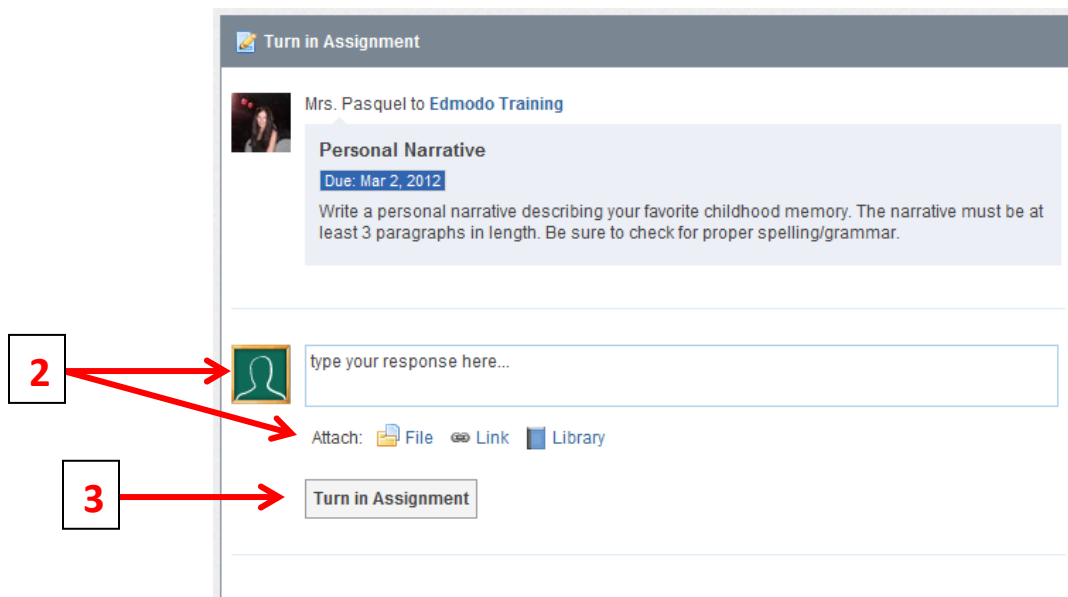 Turn in Assignment
Mrs. Pasquel to Edmodo Training
Personal Narrative
Due: Mar 2, 2012
Write a personal narrative describing your favorite childhood memory. The narrative must be at
least 3 paragraphs in length. Be sure to check for proper spelling/grammar.
2
type your response here...
Attach: File Link Library
3
Turn in Assignment